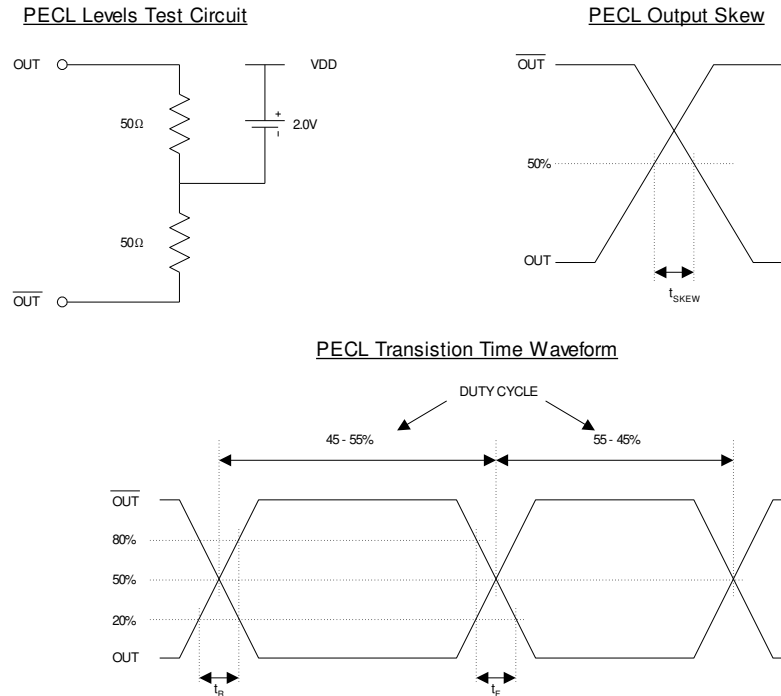 PECL Levels Test Circuit
OUT
VDD
50Ω
+
2.0V
-
50Ω
OUT
PECL Output Skew
OUT
50%
OUT
tSKEW
PECL Transistion Time Waveform
DUTY CYCLE
45 - 55%
55 - 45%
OUT
80%
50%
20%
OUT
tR
tF